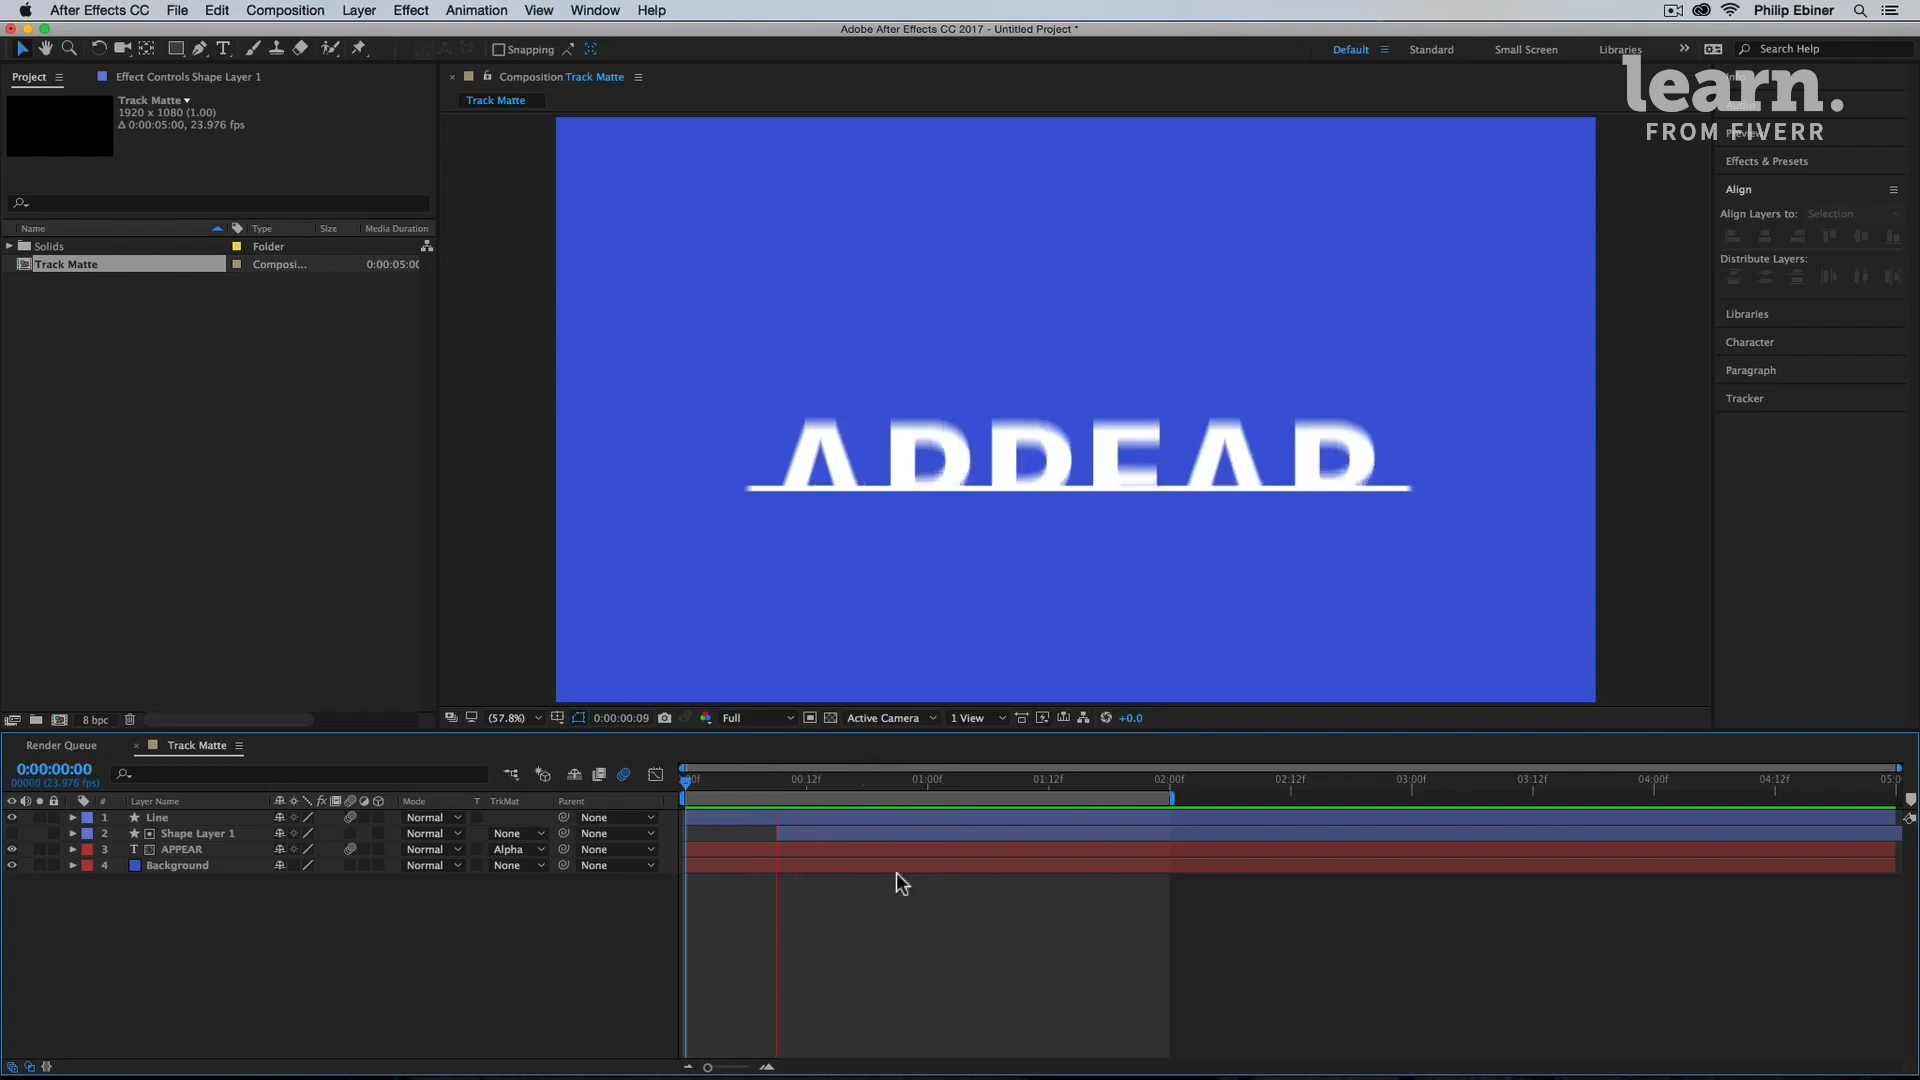 After Effects CC File Edit Composition Layer Effect Animation View Window Help Philip Ebiner
Adobe After Effects CC 2017 - Untitled Project *
Snapping Default Standard Small Screen Libraries Search Help
Project Effect Controls Shape Layer 1 Composition Track Matte
Track Matte
1920 x 1080 (1.00)
Δ 0:00:05:00, 23.976 fps
Track Matte
learn.
FROM FIVERR
Effects & Presets
Align
Align Layers to: Selection
Distribute Layers:
Libraries
Character
Paragraph
Tracker
Name Type Size Media Duration
Solids Folder
Track Matte Composi... 0:00:05:00
APPEAR
8 bpc (57.8%) 0:00:00:09 Full Active Camera 1 View +0.0
Render Queue Track Matte
0:00:00:00
00000 (23.976 fps)
00:12f 01:00f 01:12f 02:00f 02:12f 03:00f 03:12f 04:00f 04:12f 05:0
# Layer Name Mode T TrkMat Parent
1 Line Normal None
2 Shape Layer 1 Normal None None
3 T APPEAR Normal Alpha None
4 Background Normal None None